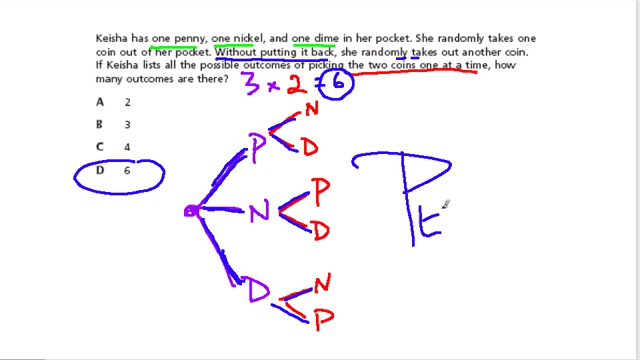 Keisha has one penny, one nickel, and one dime in her pocket. She randomly takes one
coin out of her pocket. Without putting it back, she randomly takes out another coin.
If Keisha lists all the possible outcomes of picking the two coins one at a time, how
many outcomes are there?
3 x 2 = 6
A 2
B 3
C 4
D 6
N
P
D
P
N
D
N
D
P
P
t